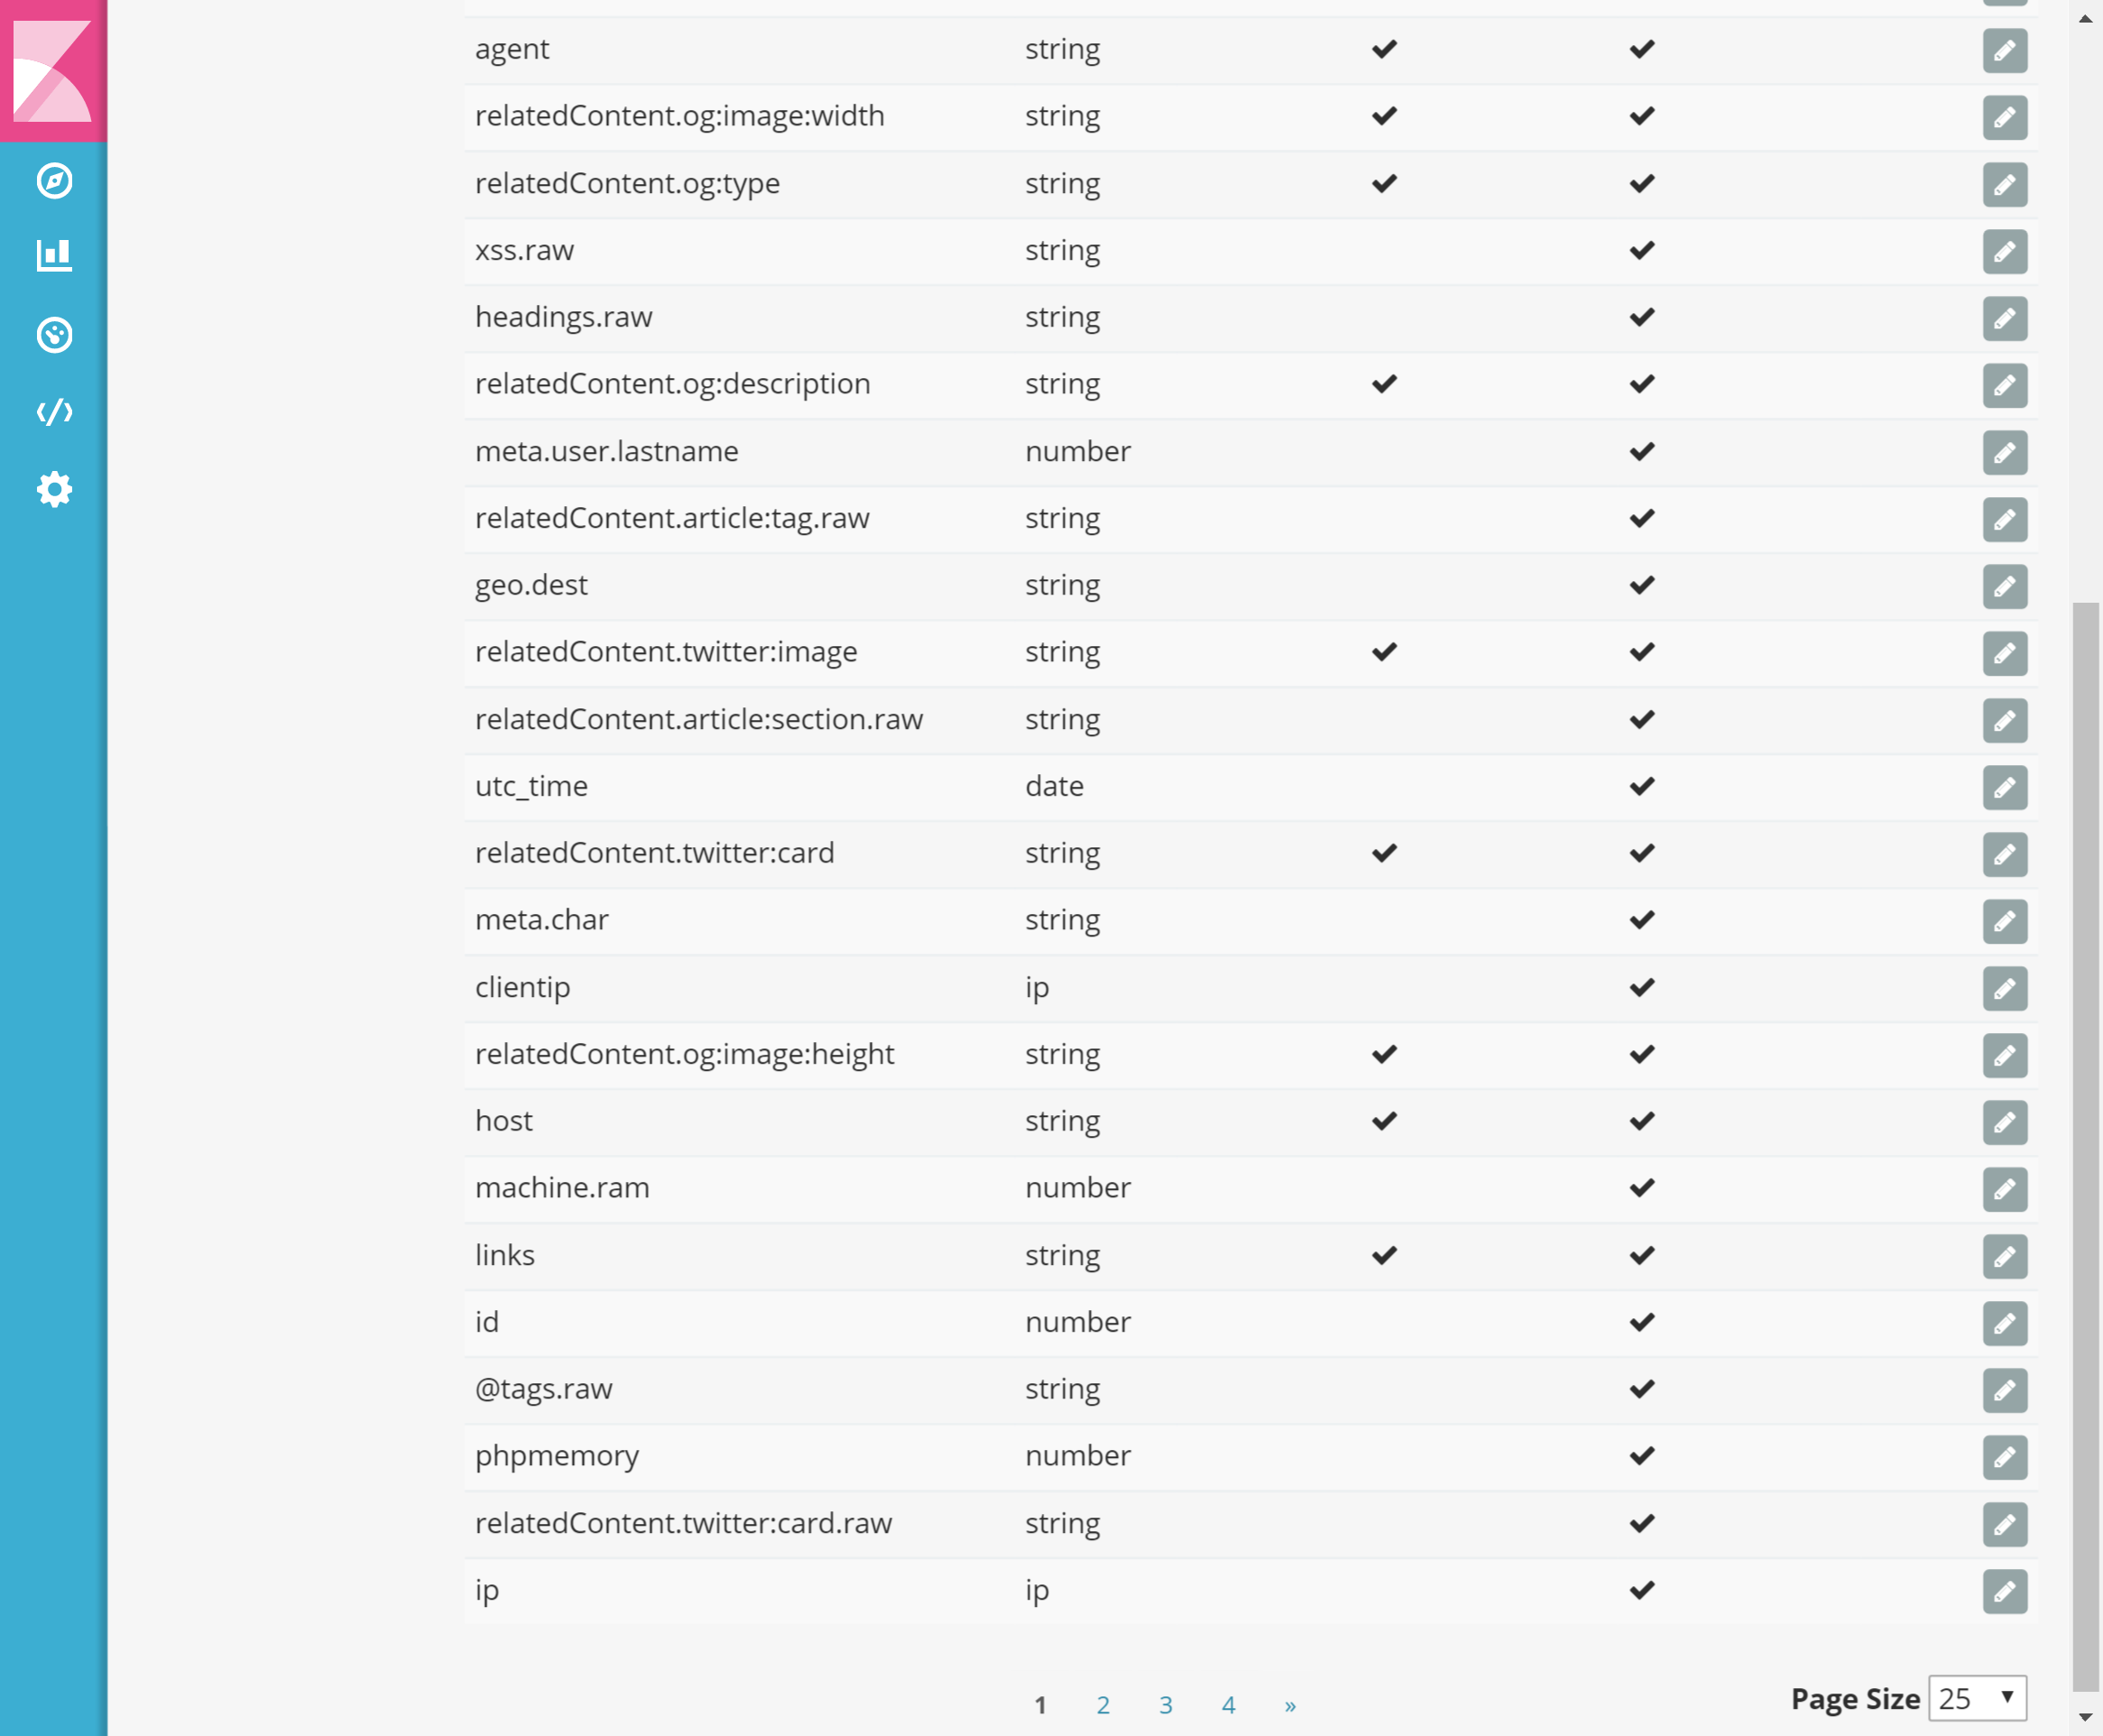 agent string
relatedContent.og:image:width string
relatedContent.og:type string
xss.raw string
headings.raw string
relatedContent.og:description string
meta.user.lastname number
relatedContent.article:tag.raw string
geo.dest string
relatedContent.twitter:image string
relatedContent.article:section.raw string
utc_time date
relatedContent.twitter:card string
meta.char string
clientip ip
relatedContent.og:image:height string
host string
machine.ram number
links string
id number
@tags.raw string
phpmemory number
relatedContent.twitter:card.raw string
ip ip
1 2 3 4 » Page Size 25